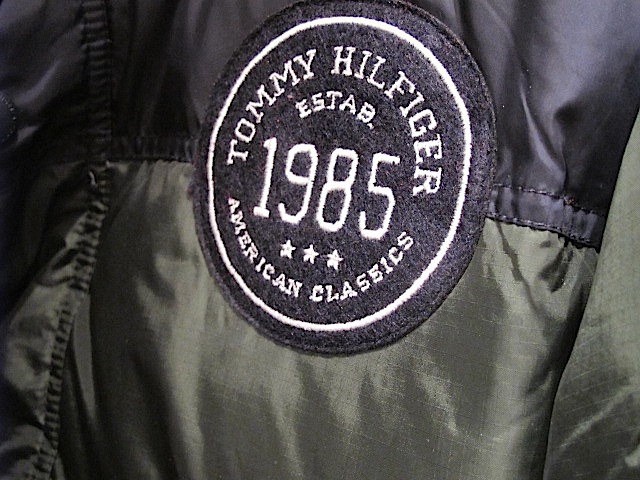 TOMMY HILFIGER
ESTAB.
1985
AMERICAN CLASSICS